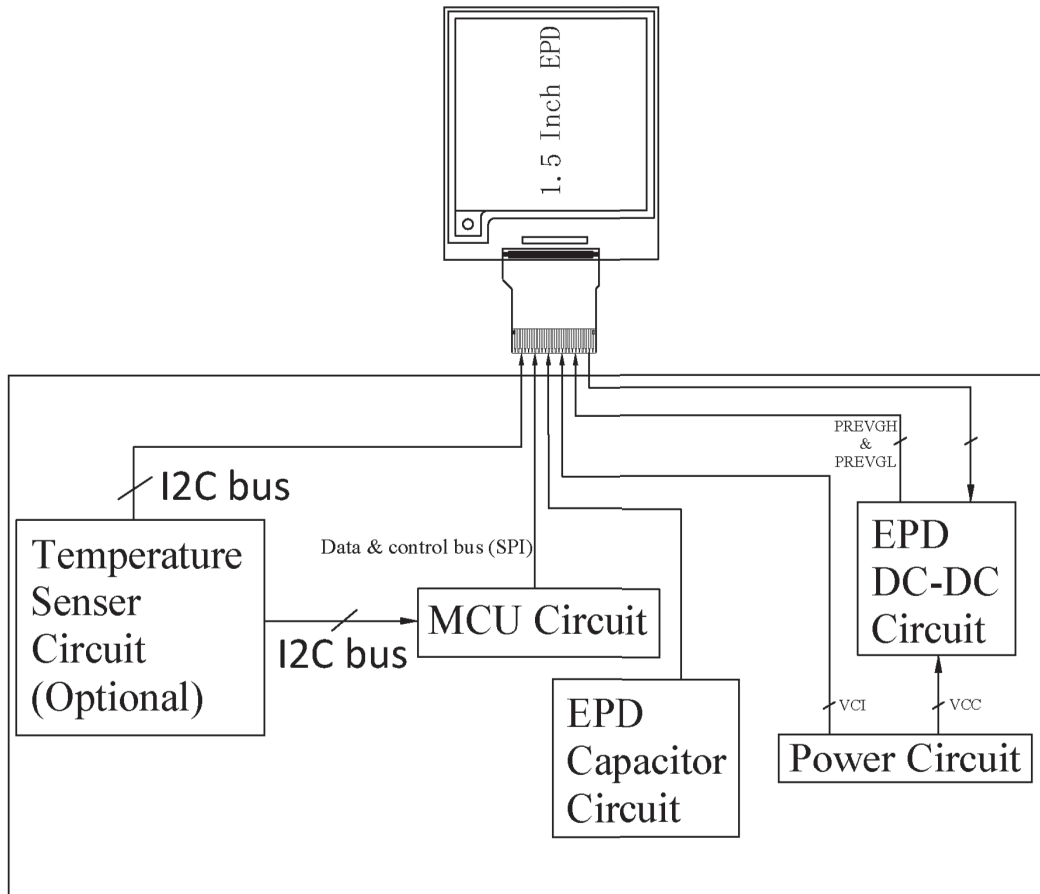 1.5 Inch EPD
PREVGH
&
PREVGL
I2C bus
EPD
DC-DC
Circuit
Temperature
Senser
Circuit
(Optional)
Data & control bus (SPI)
MCU Circuit
I2C bus
EPD
Capacitor
Circuit
VCI
VCC
Power Circuit